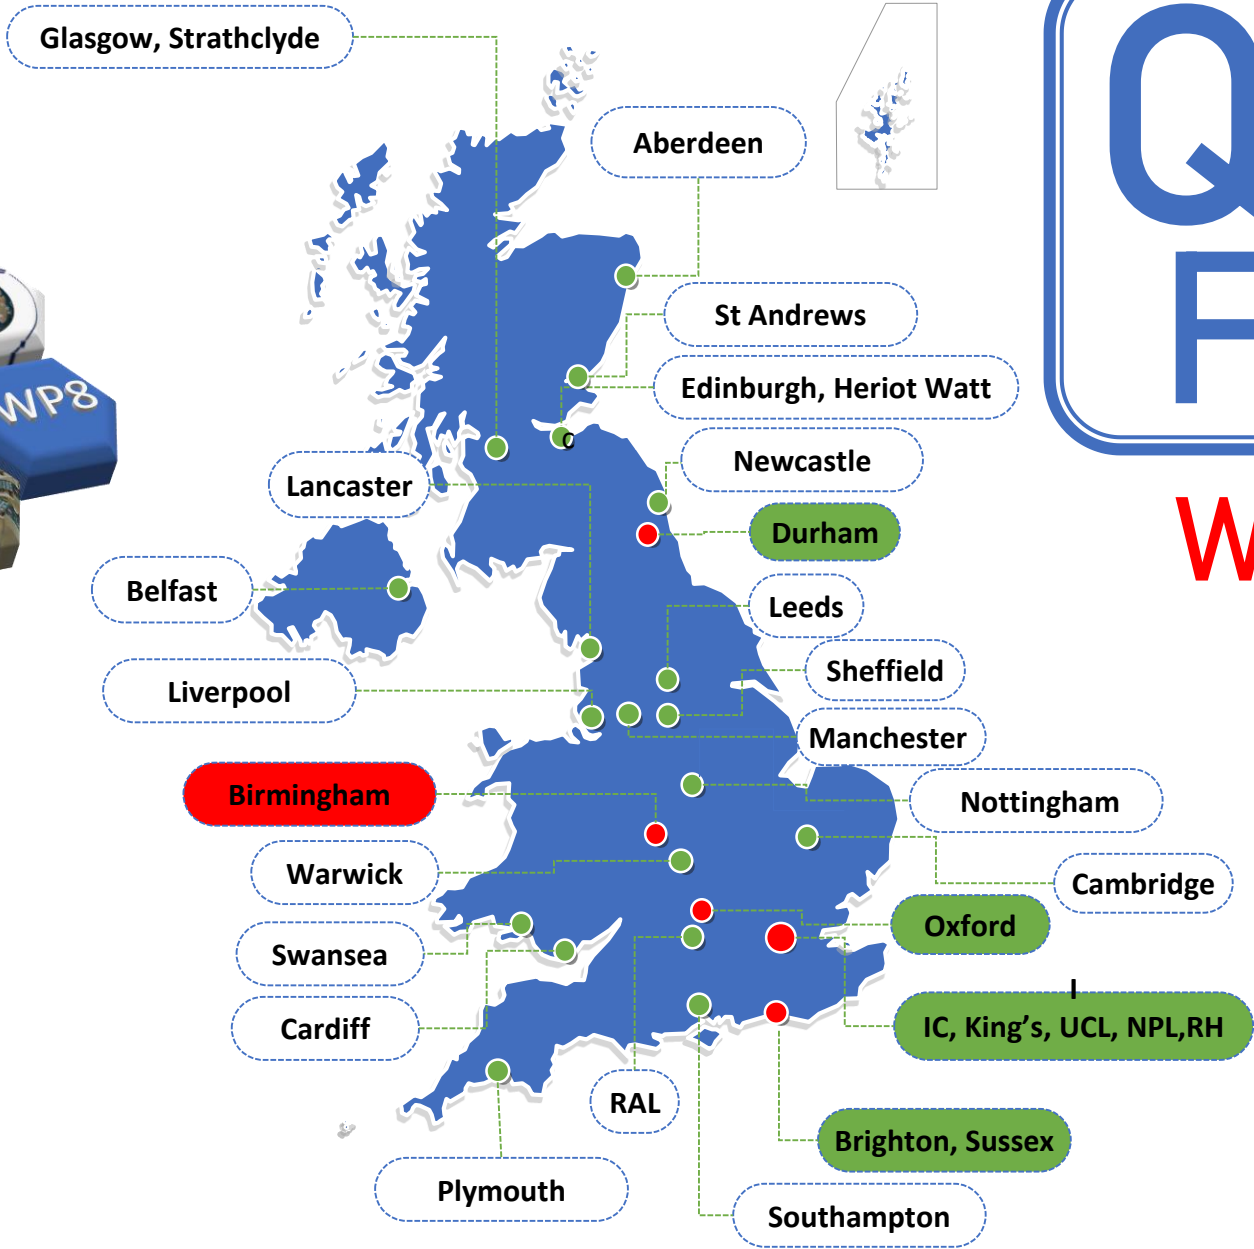 Glasgow, Strathclyde
Q
Aberdeen
F
St Andrews
WP8
Edinburgh, Heriot Watt
Newcastle
Lancaster
W
Durham
Belfast
Leeds
Sheffield
Liverpool
Manchester
Birmingham
Nottingham
Warwick
Cambridge
Oxford
Swansea
IC, King's, UCL, NPL,RH
Cardiff
RAL
Brighton, Sussex
Plymouth
Southampton